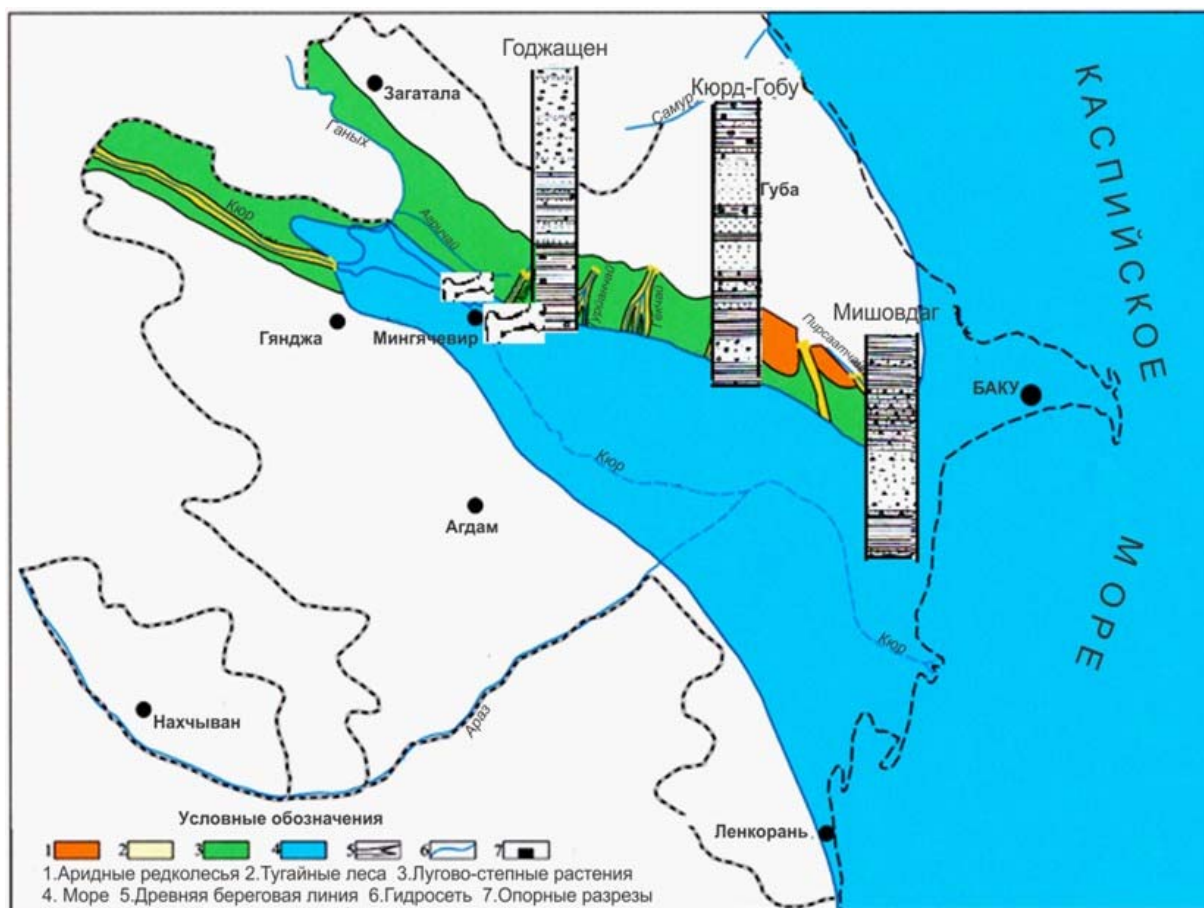 Годжащен
Кюрд-Гобу
Загатала
Самур
Ганых
КАСПИЙСКОЕ
МОРЕ
Губа
Кюр
Агричай
Турианчай
Гекчай
Мишовдаг
Пирсаатчай
Гянджа
Мингячевир
БАКУ
Кюр
Агдам
Кюр
Нахчыван
Араз
Ленкорань
Условные обозначения
1 2 3 4 5 6 7
1.Аридные редколесья 2.Тугайные леса 3.Лугово-степные растения
4. Море 5.Древняя береговая линия 6.Гидросеть 7.Опорные разрезы